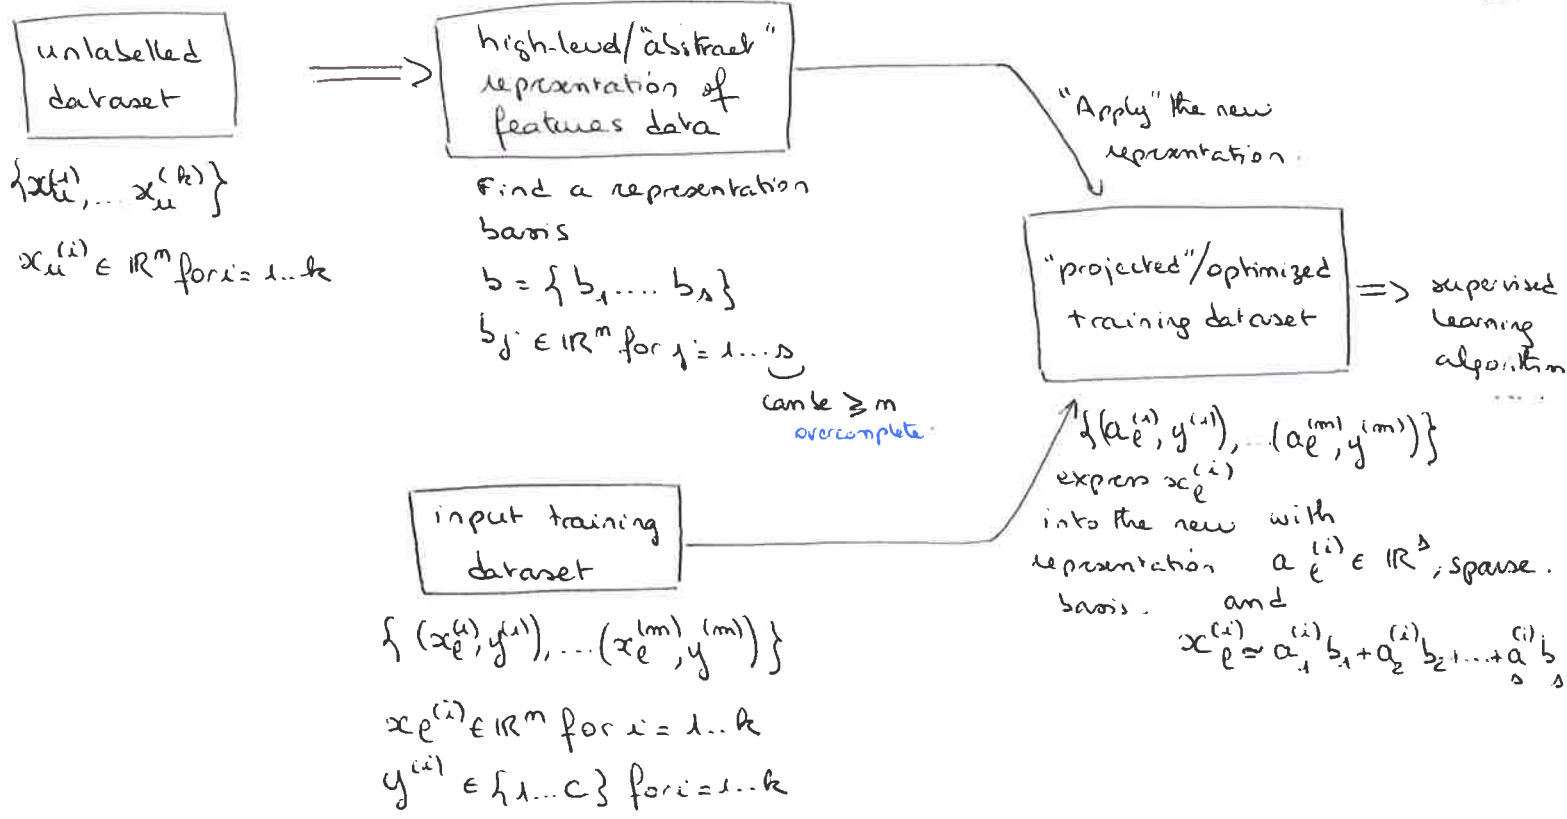 unlabelled
dataset
{x_u^(1), ... x_u^(k)}
x_u^(i) ∈ ℝ^n for i = 1..k
high-level/"abstract"
representation of
features data
Find a representation
basis
b = {b_1 .... b_s}
b_j ∈ ℝ^n for j = 1...s
can be ⩾ n
overcomplete
"Apply" the new
representation.
"projected"/optimized
training dataset
=> supervised
learning
algorithm
....
{(a_ℓ^(1), y^(1)), ...(a_ℓ^(m), y^(m))}
express x_ℓ^(i)
into the new
representation
basis.
with
a_ℓ^(i) ∈ ℝ^s, sparse.
and
x_ℓ^(i) ≃ a_1^(i) b_1 + a_2^(i) b_2 + ... + a_s^(i) b_s
input training
dataset
{(x_ℓ^(1), y^(1)), ...(x_ℓ^(m), y^(m))}
x_ℓ^(i) ∈ ℝ^n for i = 1..k
y^(i) ∈ {1...C} for i = 1..k